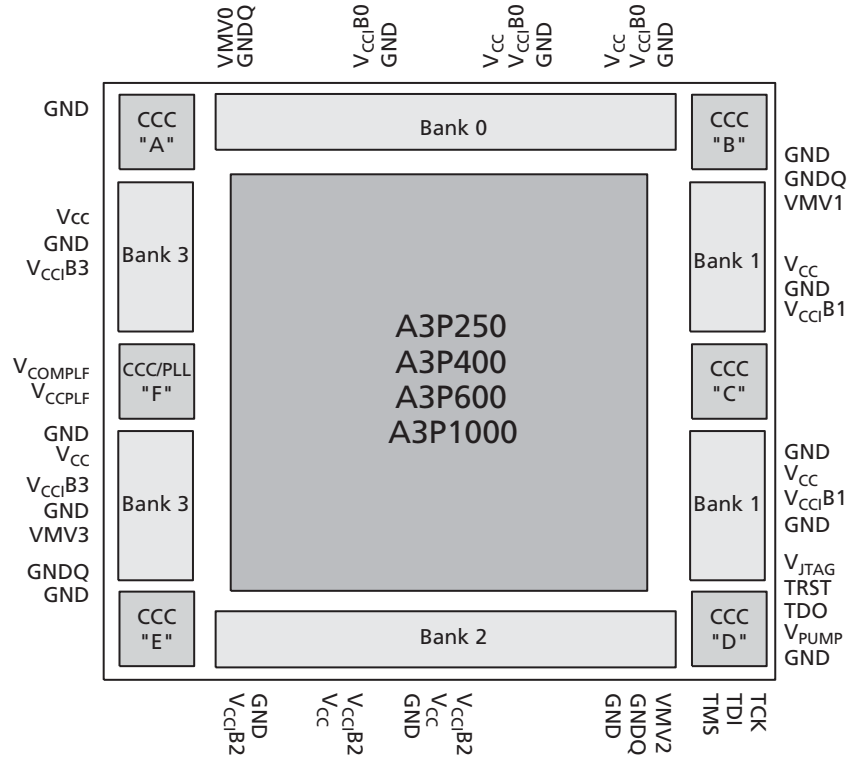 VMV0
GNDQ
VCCIB0
GND
VCC
VCCIB0
GND
VCC
VCCIB0
GND
GND
CCC
"A"
Bank 0
CCC
"B"
GND
GNDQ
VMV1
Vcc
GND
VCCIB3
Bank 3
Bank 1
VCC
GND
VCCIB1
A3P250
A3P400
A3P600
A3P1000
VCOMPLF
VCCPLF
CCC/PLL
"F"
CCC
"C"
GND
VCC
VCCIB3
GND
VMV3
GNDQ
GND
Bank 3
Bank 1
GND
VCC
VCCIB1
GND
VJTAG
TRST
TDO
VPUMP
GND
CCC
"E"
Bank 2
CCC
"D"
VCCIB2
GND
VCC
VCCIB2
GND
VCC
VCCIB2
GND
GNDQ
VMV2
TMS
TDI
TCK